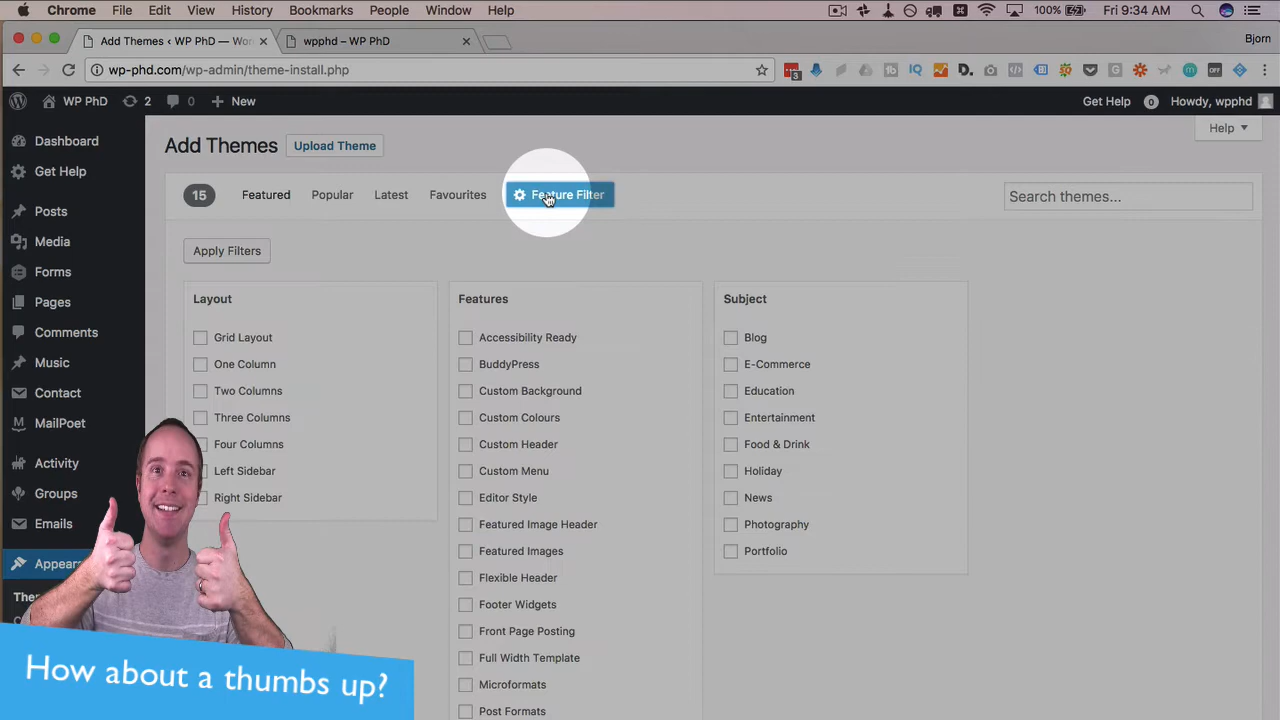 Chrome File Edit View History Bookmarks People Window Help 100% Fri 9:34 AM
Add Themes ‹ WP PhD — Wor wpphd – WP PhD Bjorn
wp-phd.com/wp-admin/theme-install.php 3 IQ D. G m OFF
WP PhD 2 0 New Get Help 0 Howdy, wpphd
Help
Add Themes Upload Theme
15 Featured Popular Latest Favourites Feature Filter Search themes...
Apply Filters
Dashboard
Get Help
Posts
Media
Forms
Pages
Comments
Music
Contact
MailPoet
Activity
Groups
Emails
Appear
Them
Layout
Grid Layout
One Column
Two Columns
Three Columns
Four Columns
Left Sidebar
Right Sidebar
Features
Accessibility Ready
BuddyPress
Custom Background
Custom Colours
Custom Header
Custom Menu
Editor Style
Featured Image Header
Featured Images
Flexible Header
Footer Widgets
Front Page Posting
Full Width Template
Microformats
Post Formats
Subject
Blog
E-Commerce
Education
Entertainment
Food & Drink
Holiday
News
Photography
Portfolio
How about a thumbs up?